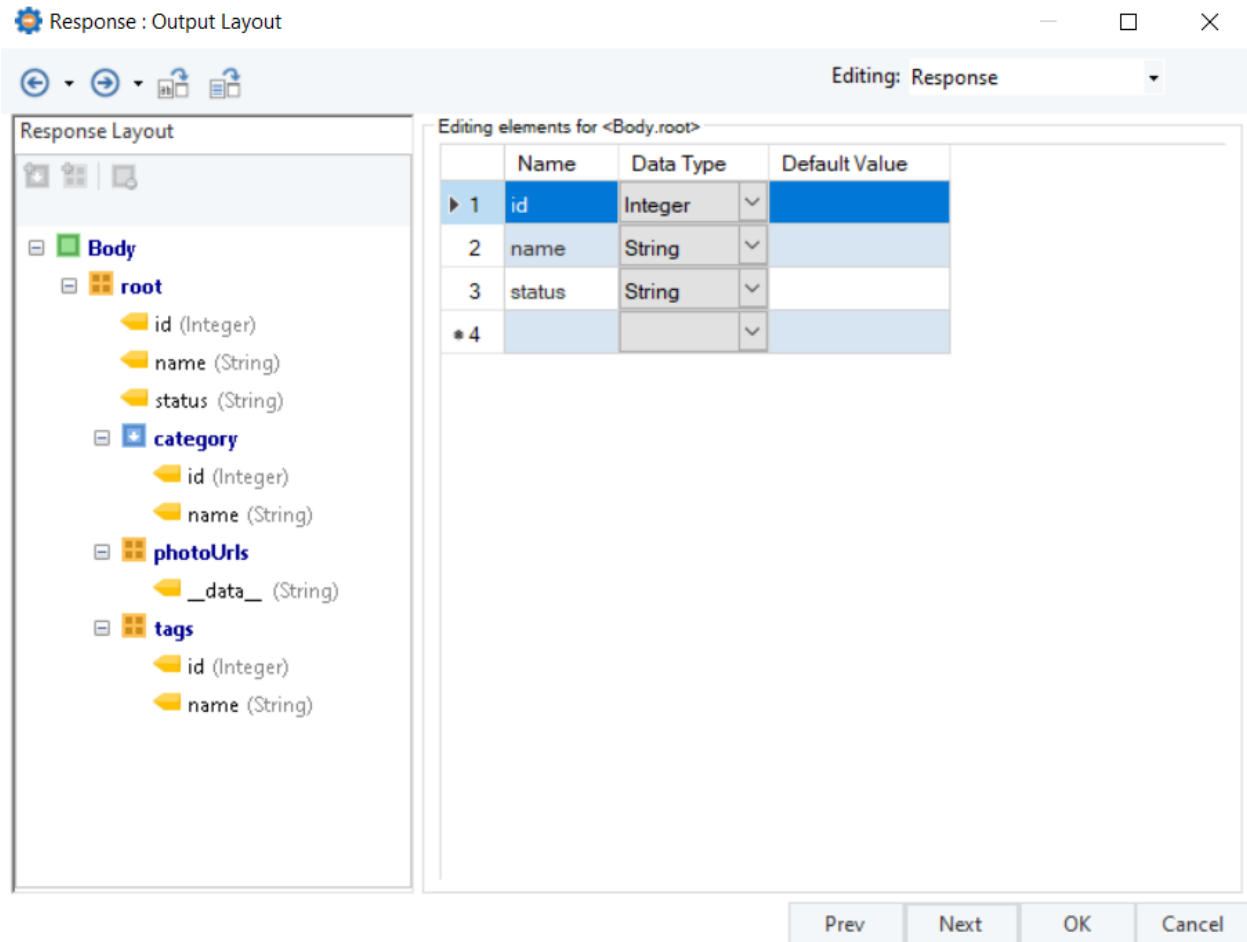 Response : Output Layout
Editing: Response
Response Layout
Editing elements for <Body.root>
Name Data Type Default Value
1 id Integer
2 name String
3 status String
4
Body
root
id (Integer)
name (String)
status (String)
category
id (Integer)
name (String)
photoUrls
__data__ (String)
tags
id (Integer)
name (String)
Prev Next OK Cancel